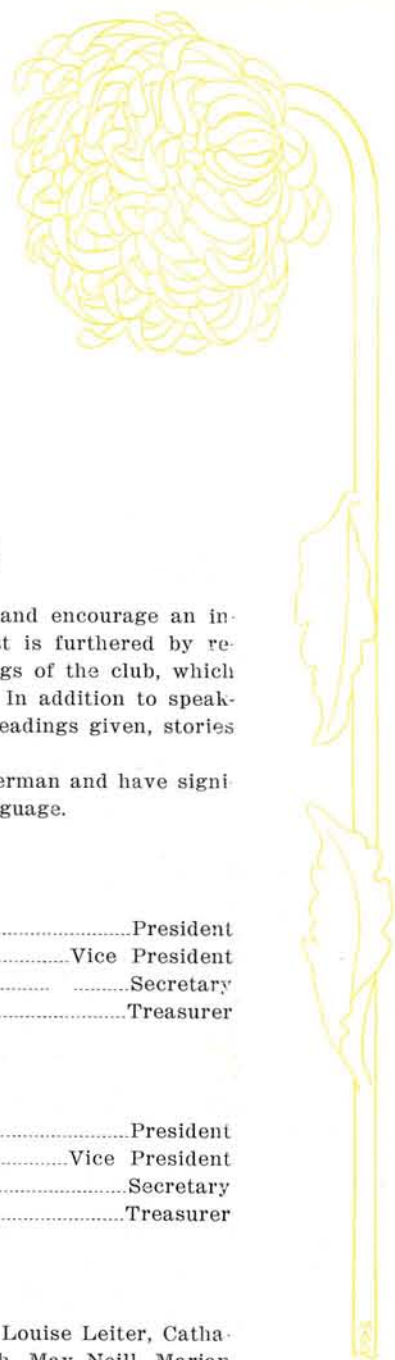 and encourage an in-
st is furthered by re-
gs of the club, which
In addition to speak-
eadings given, stories
erman and have signi-
guage.
President
Vice President
Secretary
Treasurer
President
Vice President
Secretary
Treasurer
Louise Leiter, Catha-
h, May Neill, Marian